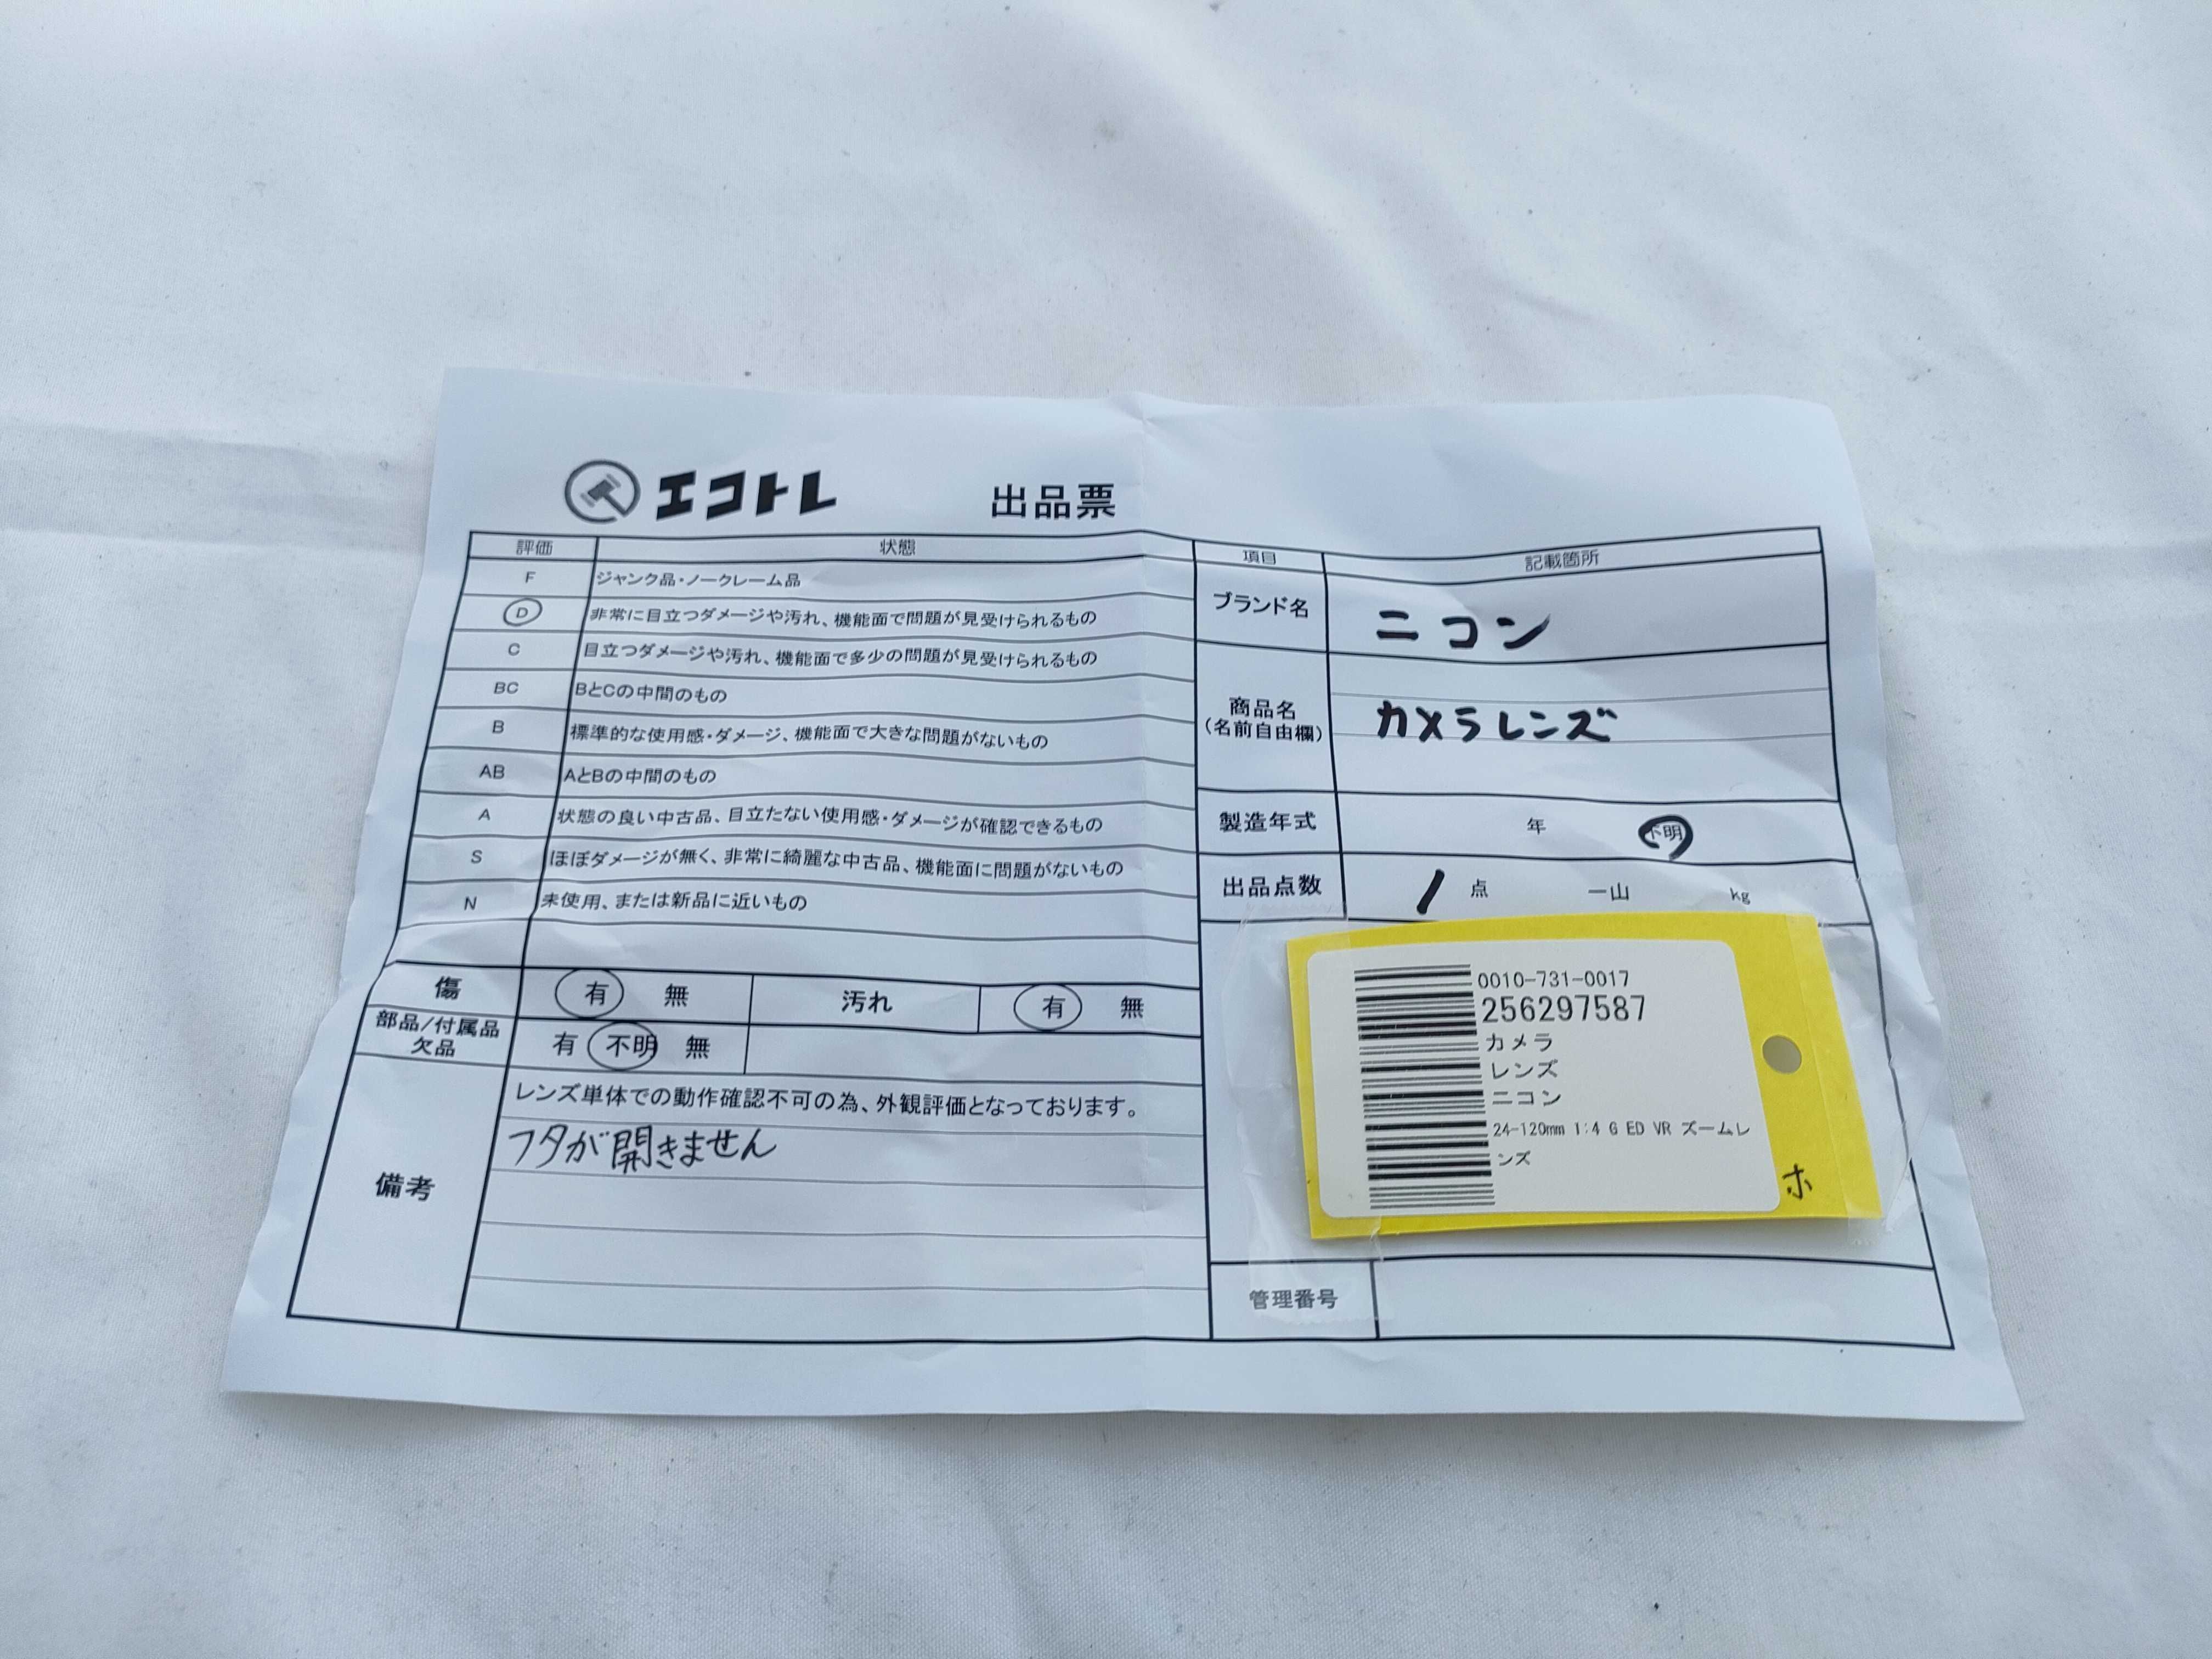 エコトレ 出品票
評価 状態
F ジャンク品・ノークレーム品
D 非常に目立つダメージや汚れ、機能面で問題が見受けられるもの
C 目立つダメージや汚れ、機能面で多少の問題が見受けられるもの
BC BとCの中間のもの
B 標準的な使用感・ダメージ、機能面で大きな問題がないもの
AB AとBの中間のもの
A 状態の良い中古品、目立たない使用感・ダメージが確認できるもの
S ほぼダメージが無く、非常に綺麗な中古品、機能面に問題がないもの
N 未使用、または新品に近いもの
傷 有 無 汚れ 有 無
部品/付属品
欠品 有 不明 無
備考
レンズ単体での動作確認不可の為、外観評価となっております。
フタが開きません
項目 記載箇所
ブランド名 ニコン
商品名
(名前自由欄) カメラレンズ
製造年式 年 不明
出品点数 1 点 一山 kg
0010-731-0017
256297587
カメラ
レンズ
ニコン
24-120mm 1:4 G ED VR ズームレ
ンズ
ホ
管理番号